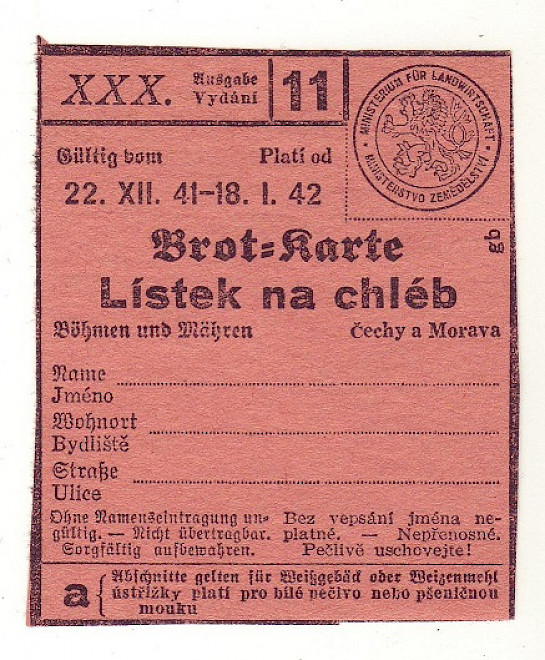 XXX. Ausgabe 11
Vydání
MINISTERIUM FÜR LANDWIRTSCHAFT
MINISTERSTVO ZEMĚDĚLSTVÍ
Gültig vom Platí od
22. XII. 41–18. I. 42
gb
Brot=Karte
Lístek na chléb
Böhmen und Mähren Čechy a Morava
Name
Jméno
Wohnort
Bydliště
Straße
Ulice
Ohne Namenseintragung un- Bez vepsání jména ne-
gültig. — Nicht übertragbar. platné. — Nepřenosné.
Sorgfältig aufbewahren. Pečlivě uschovejte!
a { Abschnitte gelten für Weißgebäck oder Weizenmehl
ústřižky platí pro bílé pečivo nebo pšeničnou
mouku